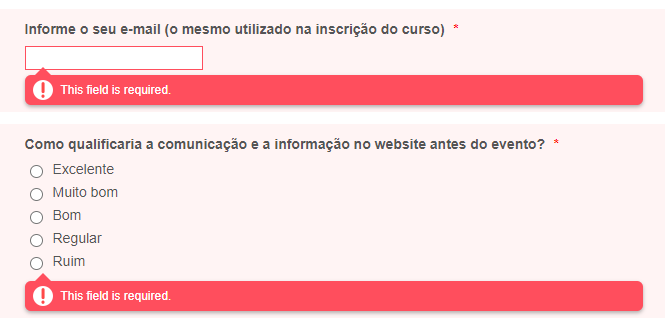 Informe o seu e-mail (o mesmo utilizado na inscrição do curso) *
This field is required.
Como qualificaria a comunicação e a informação no website antes do evento? *
Excelente
Muito bom
Bom
Regular
Ruim
This field is required.